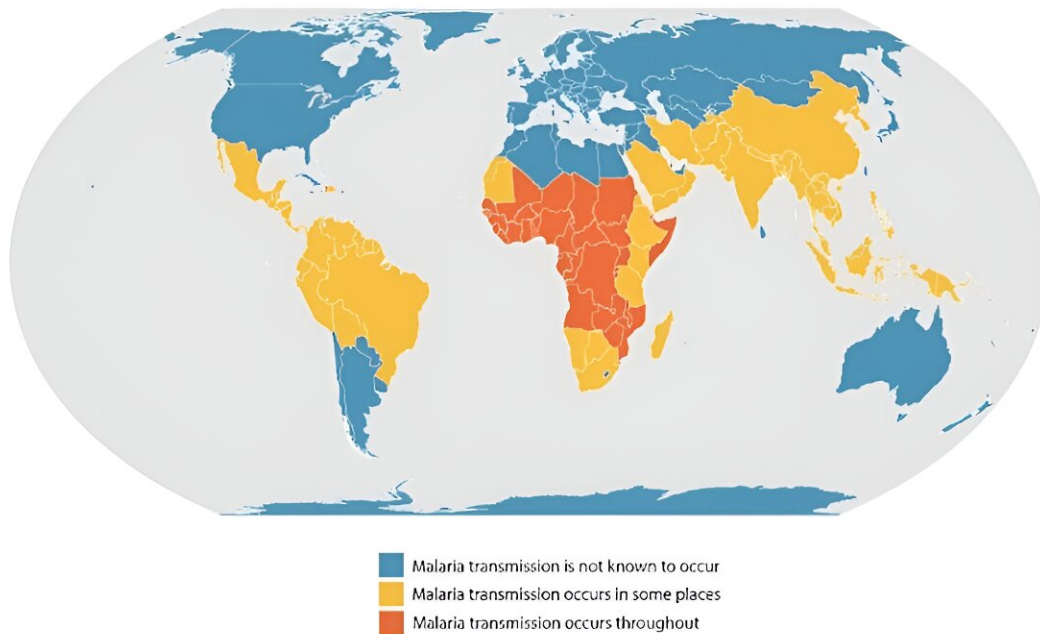 Malaria transmission is not known to occur
Malaria transmission occurs in some places
Malaria transmission occurs throughout